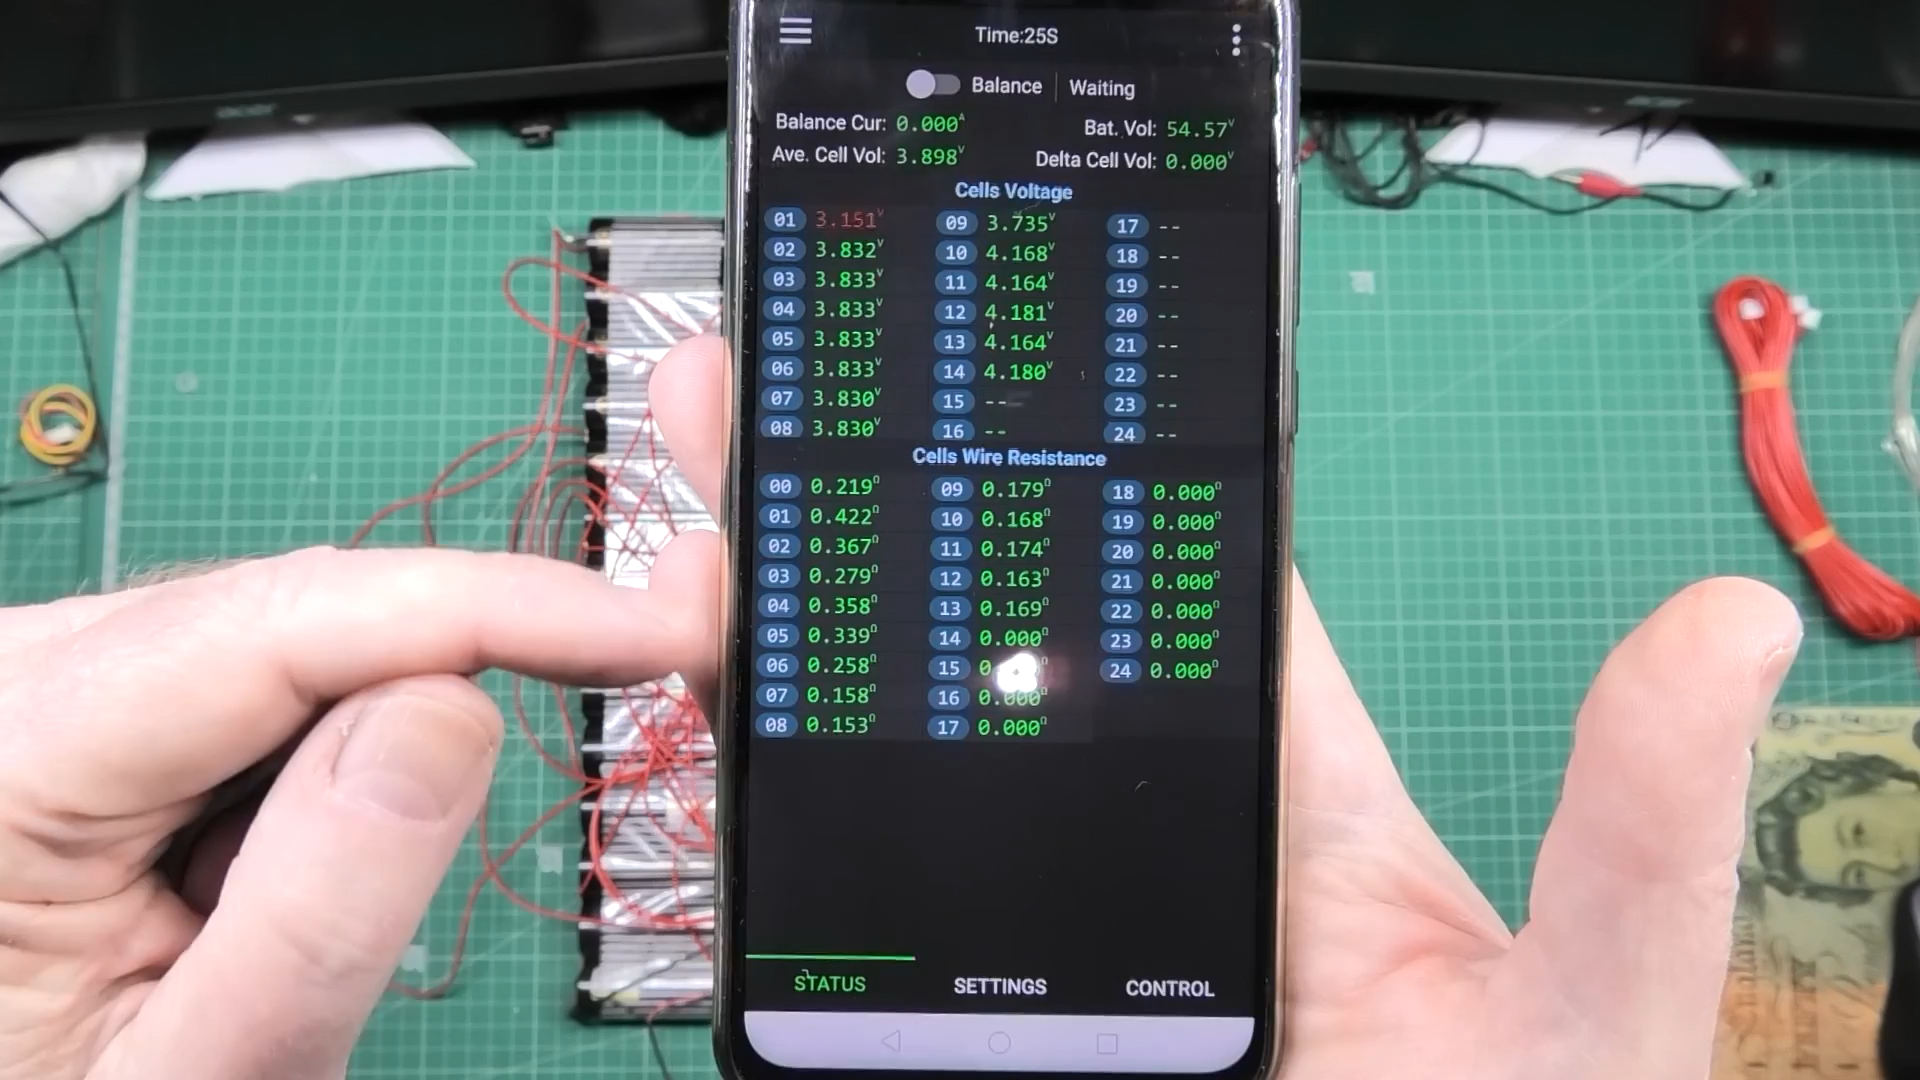 Time:25S
Balance | Waiting
Balance Cur: 0.000A Bat. Vol: 54.57V
Ave. Cell Vol: 3.898V Delta Cell Vol: 0.000V
Cells Voltage
01 3.151V 09 3.735V 17 --
02 3.832V 10 4.168V 18 --
03 3.833V 11 4.164V 19 --
04 3.833V 12 4.181V 20 --
05 3.833V 13 4.164V 21 --
06 3.833V 14 4.180V 22 --
07 3.830V 15 -- 23 --
08 3.830V 16 -- 24 --
Cells Wire Resistance
00 0.219Ω 09 0.179Ω 18 0.000Ω
01 0.422Ω 10 0.168Ω 19 0.000Ω
02 0.367Ω 11 0.174Ω 20 0.000Ω
03 0.279Ω 12 0.163Ω 21 0.000Ω
04 0.358Ω 13 0.169Ω 22 0.000Ω
05 0.339Ω 14 0.000Ω 23 0.000Ω
06 0.258Ω 15 24 0.000Ω
07 0.158Ω 16 0.000Ω
08 0.153Ω 17 0.000Ω
STATUS SETTINGS CONTROL